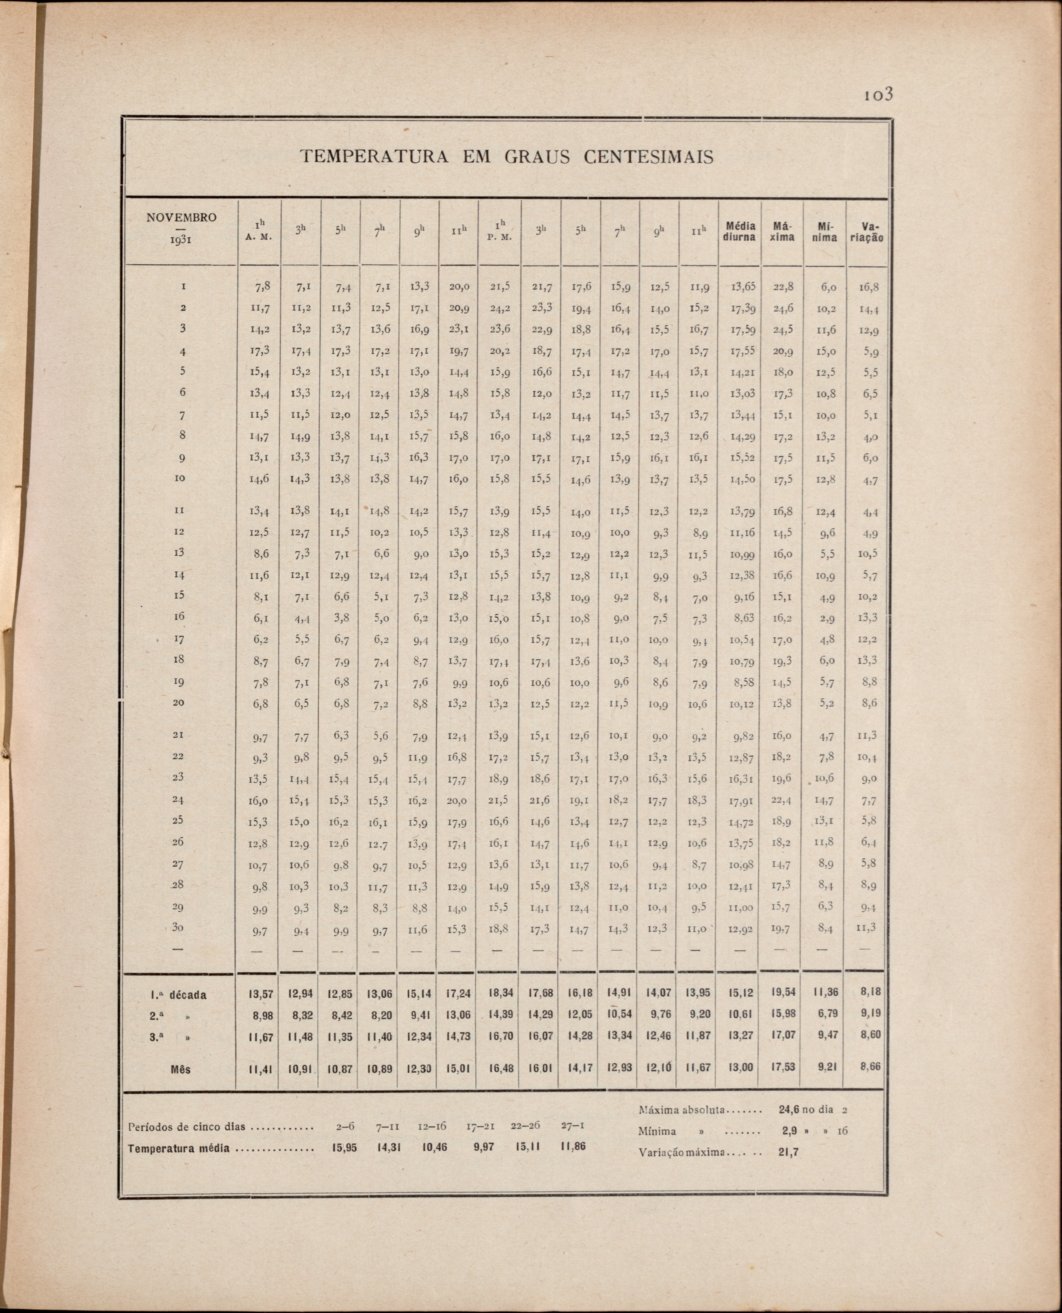 103
TEMPERATURA EM GRAUS CENTESIMAIS
NOVEMBRO — 1931 1h A. M. 3h 5h 7h 9h 11h 1h P. M. 3h 5h 7h 9h 11h Média diurna Má-xima Mí-nima Va-riação
1 7,8 7,1 7,4 7,1 13,3 20,0 21,5 21,7 17,6 15,9 12,5 11,9 13,65 22,8 6,0 16,8
2 11,7 11,2 11,3 12,5 17,1 20,9 24,2 23,3 19,4 16,4 14,0 15,2 17,39 24,6 10,2 14,4
3 14,2 13,2 13,7 13,6 16,9 23,1 23,6 22,9 18,8 16,4 15,5 16,7 17,59 24,5 11,6 12,9
4 17,3 17,4 17,3 17,2 17,1 19,7 20,2 18,7 17,4 17,2 17,0 15,7 17,55 20,9 15,0 5,9
5 15,4 13,2 13,1 13,1 13,0 14,4 15,9 16,6 15,1 14,7 14,4 13,1 14,21 18,0 12,5 5,5
6 13,4 13,3 12,4 12,4 13,8 14,8 15,8 12,0 13,2 11,7 11,5 11,0 13,03 17,3 10,8 6,5
7 11,5 11,5 12,0 12,5 13,5 14,7 13,4 14,2 14,4 14,5 13,7 13,7 13,44 15,1 10,0 5,1
8 14,7 14,9 13,8 14,1 15,7 15,8 16,0 14,8 14,2 12,5 12,3 12,6 14,29 17,2 13,2 4,0
9 13,1 13,3 13,7 14,3 16,3 17,0 17,0 17,1 17,1 15,9 16,1 16,1 15,52 17,5 11,5 6,0
10 14,6 14,3 13,8 13,8 14,7 16,0 15,8 15,5 14,6 13,9 13,7 13,5 14,50 17,5 12,8 4,7
11 13,4 13,8 14,1 14,8 14,2 15,7 13,9 15,5 14,0 11,5 12,3 12,2 13,79 16,8 12,4 4,4
12 12,5 12,7 11,5 10,2 10,5 13,3 12,8 11,4 10,9 10,0 9,3 8,9 11,16 14,5 9,6 4,9
13 8,6 7,3 7,1 6,6 9,0 13,0 15,3 15,2 12,9 12,2 12,3 11,5 10,99 16,0 5,5 10,5
14 11,6 12,1 12,9 12,4 12,4 13,1 15,5 15,7 12,8 11,1 9,9 9,3 12,38 16,6 10,9 5,7
15 8,1 7,1 6,6 5,1 7,3 12,8 14,2 13,8 10,9 9,2 8,4 7,0 9,16 15,1 4,9 10,2
16 6,1 4,4 3,8 5,0 6,2 13,0 15,0 15,1 10,8 9,0 7,5 7,3 8,63 16,2 2,9 13,3
17 6,2 5,5 6,7 6,2 9,4 12,9 16,0 15,7 12,4 11,0 10,0 9,4 10,54 17,0 4,8 12,2
18 8,7 6,7 7,9 7,4 8,7 13,7 17,4 17,4 13,6 10,3 8,4 7,9 10,79 19,3 6,0 13,3
19 7,8 7,1 6,8 7,1 7,6 9,9 10,6 10,6 10,0 9,6 8,6 7,9 8,58 14,5 5,7 8,8
20 6,8 6,5 6,8 7,2 8,8 13,2 13,2 12,5 12,2 11,5 10,9 10,6 10,12 13,8 5,2 8,6
21 9,7 7,7 6,3 5,6 7,9 12,4 13,9 15,1 12,6 10,1 9,0 9,2 9,82 16,0 4,7 11,3
22 9,3 9,8 9,5 9,5 11,9 16,8 17,2 15,7 13,4 13,0 13,2 13,5 12,87 18,2 7,8 10,4
23 13,5 14,4 15,4 15,4 15,4 17,7 18,9 18,6 17,1 17,0 16,3 15,6 16,31 19,6 10,6 9,0
24 16,0 15,4 15,3 15,3 16,2 20,0 21,5 21,6 19,1 18,2 17,7 18,3 17,91 22,4 14,7 7,7
25 15,3 15,0 16,2 16,1 15,9 17,9 16,6 14,6 13,4 12,7 12,2 12,3 14,72 18,9 13,1 5,8
26 12,8 12,9 12,6 12,7 13,9 17,4 16,1 14,7 14,6 14,1 12,9 10,6 13,75 18,2 11,8 6,4
27 10,7 10,6 9,8 9,7 10,5 12,9 13,6 13,1 11,7 10,6 9,4 8,7 10,98 14,7 8,9 5,8
28 9,8 10,3 10,3 11,7 11,3 12,9 14,9 15,9 13,8 12,4 11,2 10,0 12,41 17,3 8,4 8,9
29 9,9 9,3 8,2 8,3 8,8 14,0 15,5 14,1 12,4 11,0 10,4 9,5 11,00 15,7 6,3 9,4
30 9,7 9,4 9,9 9,7 11,6 15,3 18,8 17,3 14,7 14,3 12,3 11,0 12,92 19,7 8,4 11,3
— — — — — — — — — — — — — — — — —
1.ª década 13,57 12,94 12,85 13,06 15,14 17,24 18,34 17,68 16,18 14,91 14,07 13,95 15,12 19,54 11,36 8,18
2.ª » 8,98 8,32 8,42 8,20 9,41 13,06 14,39 14,29 12,05 10,54 9,76 9,20 10,61 15,98 6,79 9,19
3.ª » 11,67 11,48 11,35 11,40 12,34 14,73 16,70 16,07 14,28 13,34 12,46 11,87 13,27 17,07 9,47 8,60
Mês 11,41 10,91 10,87 10,89 12,30 15,01 16,48 16,01 14,17 12,93 12,10 11,67 13,00 17,53 9,21 8,66
Períodos de cinco dias ............ 2–6 7–11 12–16 17–21 22–26 27–1
Temperatura média ............... 15,95 14,31 10,46 9,97 15,11 11,86
Máxima absoluta....... 24,6 no dia 2
Mínima » ....... 2,9 » » 16
Variação máxima.... .. 21,7